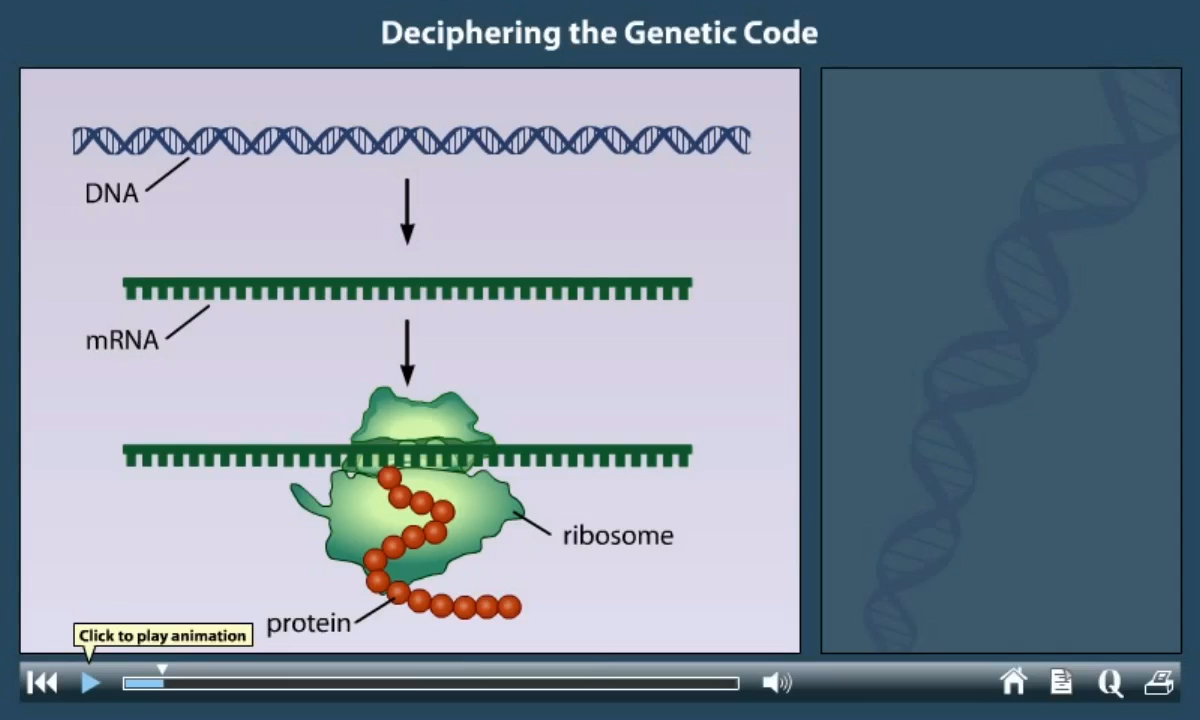 Deciphering the Genetic Code
DNA
mRNA
ribosome
protein
Click to play animation
Q